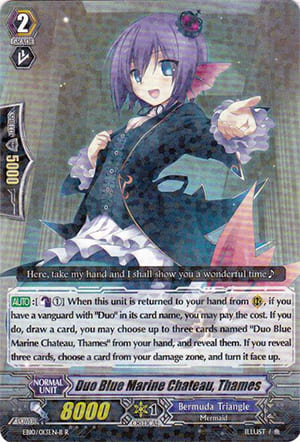 2
GRADE
5000
Here, take my hand and I shall show you a wonderful time♪
AUTO:[①] When this unit is returned to your hand from, if you
have a vanguard with "Duo" in its card name, you may pay the cost. If you
do, draw a card, you may choose up to three cards named "Duo Blue
Marine Chateau, Thames" from your hand, and reveal them. If you reveal
three cards, choose a card from your damage zone, and turn it face up.
NORMAL UNIT
Duo Blue Marine Chateau, Thames
POWER
8000
1
CRITICAL
Bermuda Triangle
Mermaid
EB10/013EN-B R
ILLUST /